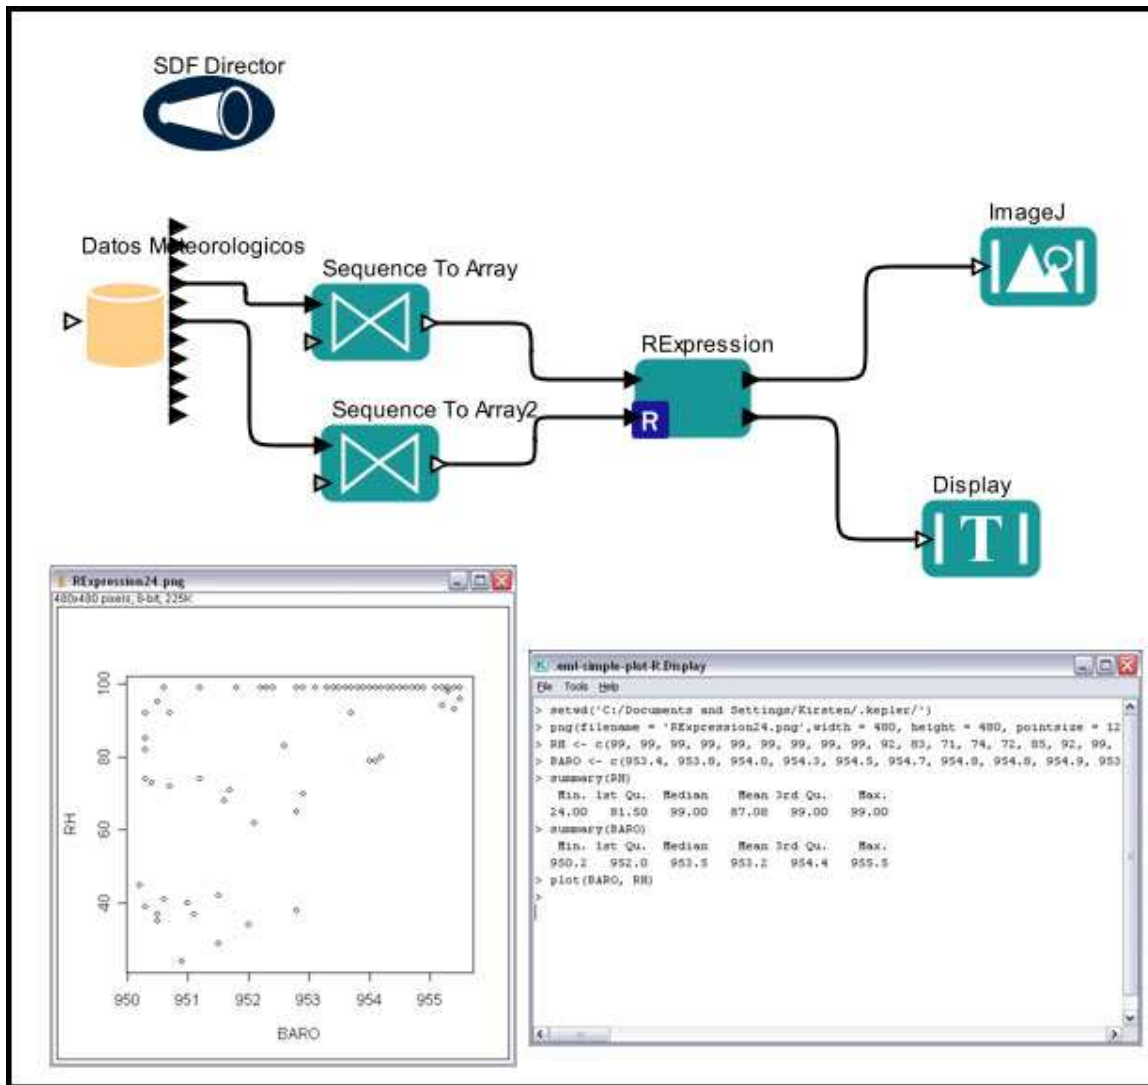 SDF Director
Datos Meteorologicos
Sequence To Array
Sequence To Array2
RExpression
R
ImageJ
Display
T
RExpression24.png
480x480 pixels; 8-bit; 225K
100
80
60
40
RH
950 951 952 953 954 955
BARO
.eml-simple-plot-R.Display
File Tools Help
> setwd('C:/Documents and Settings/Kirsten/.kepler/')
> png(filename = 'RExpression24.png',width = 480, height = 480, pointsize = 12
> RH <- c(99, 99, 99, 99, 99, 99, 99, 99, 99, 92, 83, 71, 74, 72, 85, 92, 99,
> BARO <- c(953.4, 953.8, 954.0, 954.3, 954.5, 954.7, 954.8, 954.8, 954.9, 953
> summary(RH)
Min. 1st Qu. Median Mean 3rd Qu. Max.
24.00 81.50 99.00 87.08 99.00 99.00
> summary(BARO)
Min. 1st Qu. Median Mean 3rd Qu. Max.
950.2 952.0 953.5 953.2 954.4 955.5
> plot(BARO, RH)
>